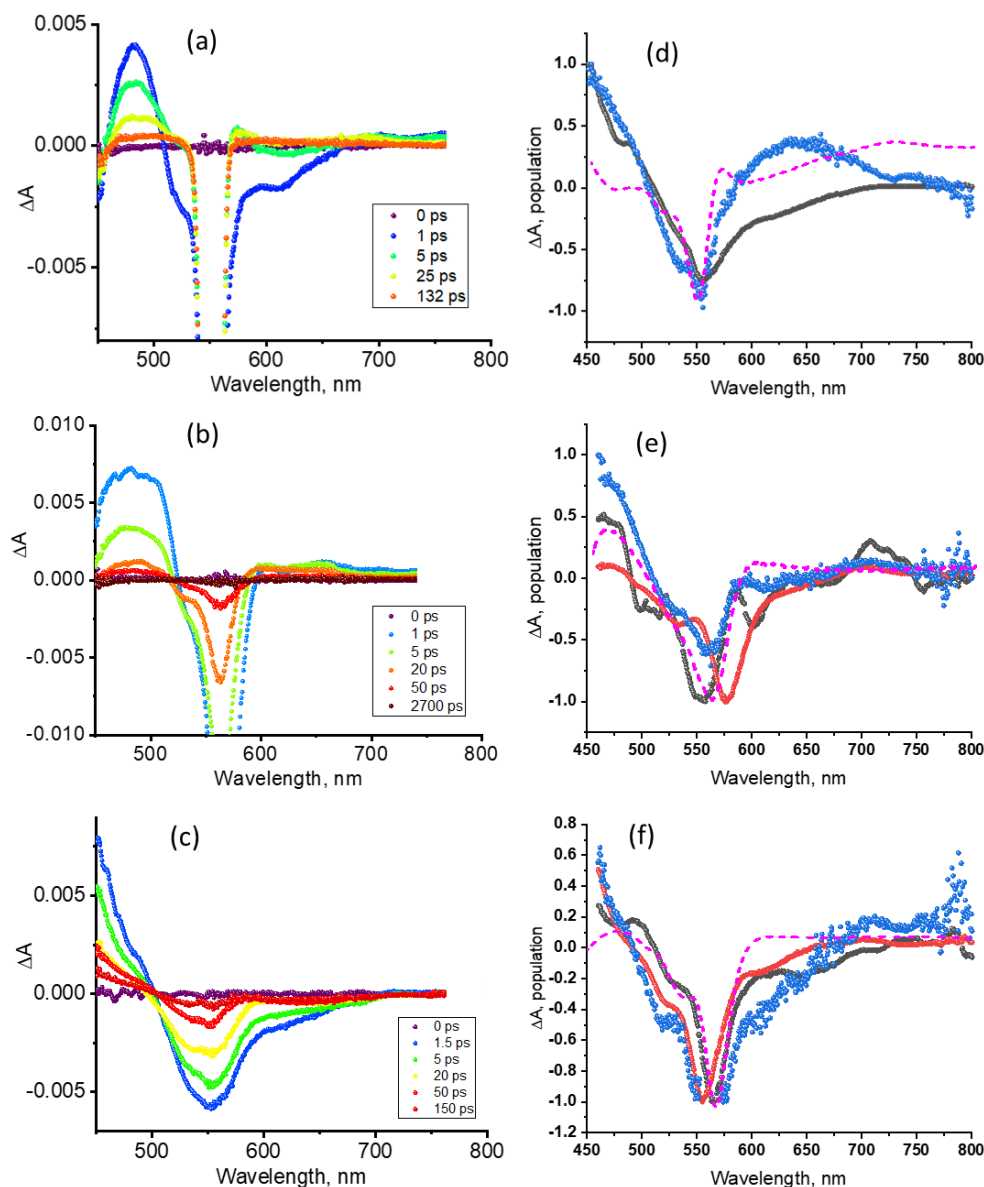 (a)
0.005
0.000
-0.005
ΔA
0 ps
1 ps
5 ps
25 ps
132 ps
500
600
700
800
Wavelength, nm
(d)
1.0
0.5
0.0
-0.5
-1.0
ΔA, population
450
500
550
600
650
700
750
800
Wavelength, nm
(b)
0.010
0.005
0.000
-0.005
-0.010
ΔA
0 ps
1 ps
5 ps
20 ps
50 ps
2700 ps
500
600
700
800
Wavelength, nm
(e)
1.0
0.5
0.0
-0.5
-1.0
ΔA, population
450
500
550
600
650
700
750
800
Wavelength, nm
(c)
0.005
0.000
-0.005
ΔA
0 ps
1.5 ps
5 ps
20 ps
50 ps
150 ps
500
600
700
800
Wavelength, nm
(f)
0.8
0.6
0.4
0.2
0.0
-0.2
-0.4
-0.6
-0.8
-1.0
-1.2
ΔA, population
450
500
550
600
650
700
750
800
Wavelength, nm